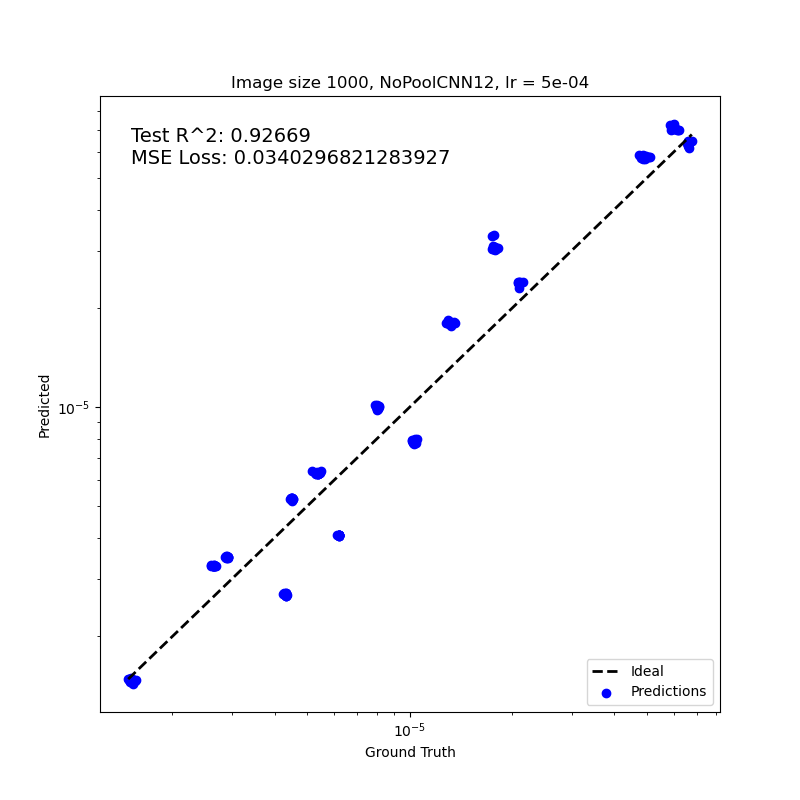 Image size 1000, NoPoolCNN12, lr = 5e-04
Test R^2: 0.92669
MSE Loss: 0.0340296821283927
Predicted
10⁻⁵
Ideal
Predictions
10⁻⁵
Ground Truth